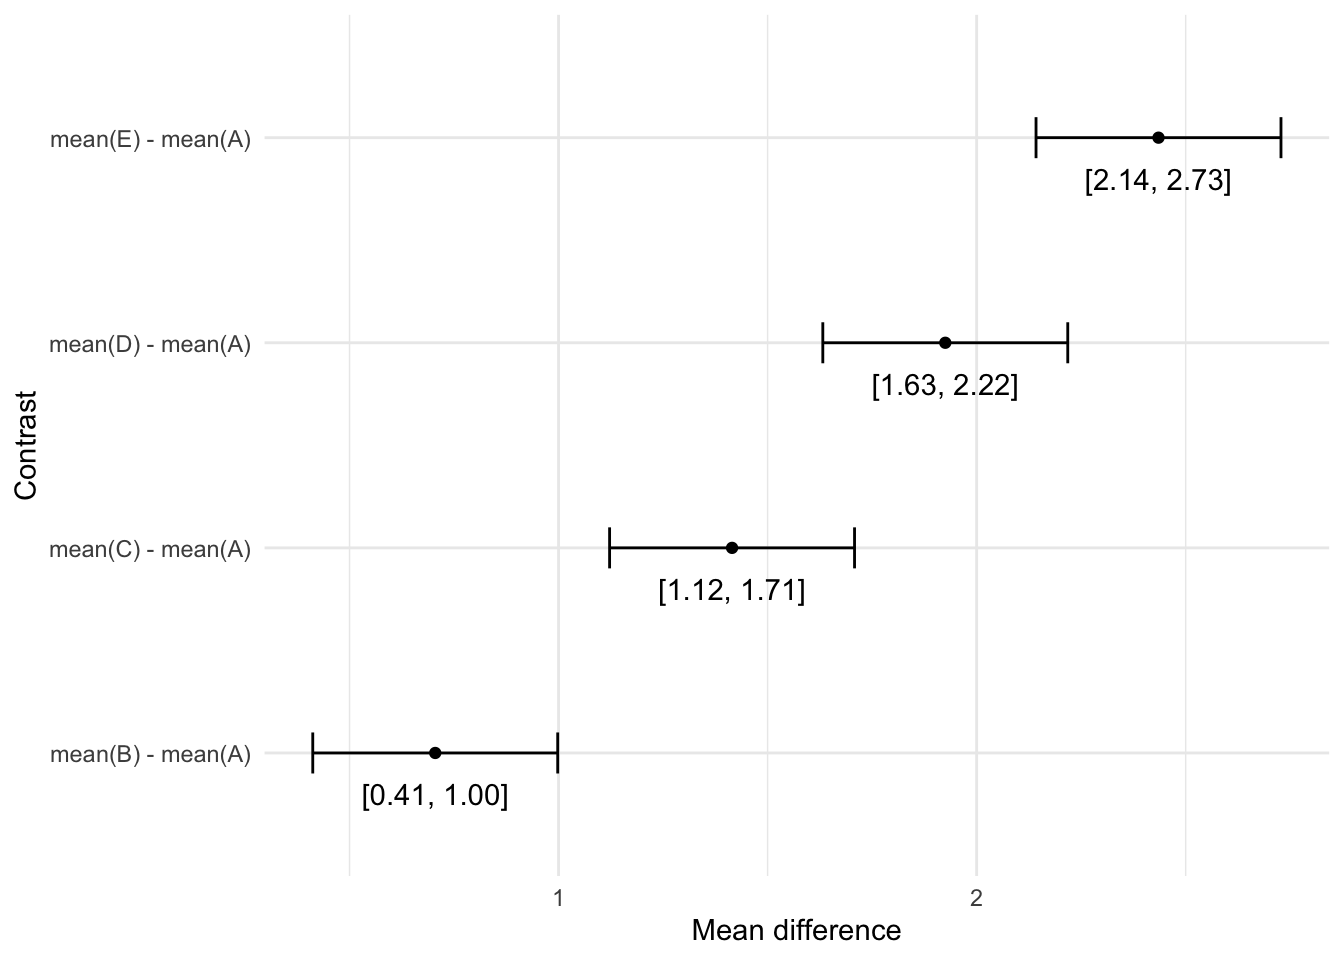 mean(E) - mean(A)
[2.14, 2.73]
mean(D) - mean(A)
[1.63, 2.22]
Contrast
mean(C) - mean(A)
[1.12, 1.71]
mean(B) - mean(A)
[0.41, 1.00]
1
2
Mean difference